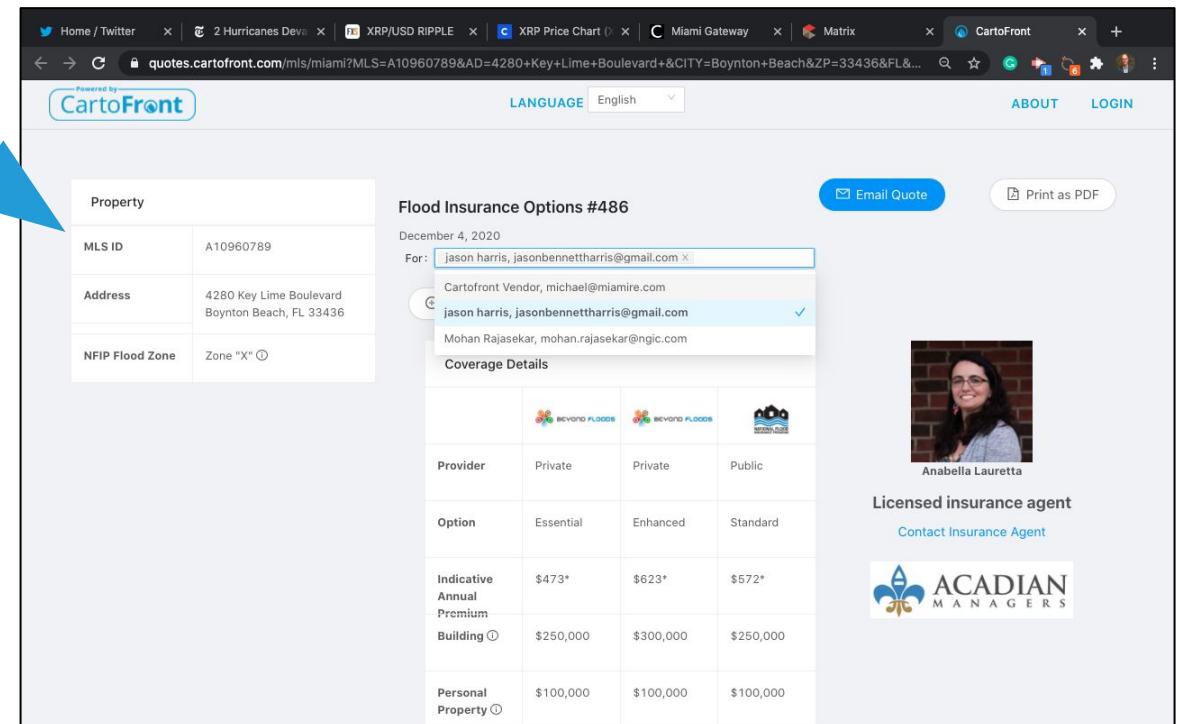 Home / Twitter
2 Hurricanes Deva
XRP/USD RIPPLE
XRP Price Chart (
Miami Gateway
Matrix
CartoFront
quotes.cartofront.com/mls/miami?MLS=A10960789&AD=4280+Key+Lime+Boulevard+&CITY=Boynton+Beach&ZP=33436&FL&...
1
6
Powered by
CartoFront
LANGUAGE
English
ABOUT
LOGIN
Email Quote
Print as PDF
Property
Flood Insurance Options #486
MLS ID
A10960789
December 4, 2020
For: jason harris, jasonbennettharris@gmail.com ×
Address
4280 Key Lime Boulevard
Boynton Beach, FL 33436
Cartofront Vendor, michael@miamire.com
jason harris, jasonbennettharris@gmail.com
Mohan Rajasekar, mohan.rajasekar@ngic.com
NFIP Flood Zone
Zone "X"
Coverage Details
BEYOND FLOODS
BEYOND FLOODS
Provider
Private
Private
Public
Anabella Lauretta
Licensed insurance agent
Contact Insurance Agent
Option
Essential
Enhanced
Standard
ACADIAN
MANAGERS
Indicative
Annual
Premium
$473*
$623*
$572*
Building
$250,000
$300,000
$250,000
Personal
Property
$100,000
$100,000
$100,000